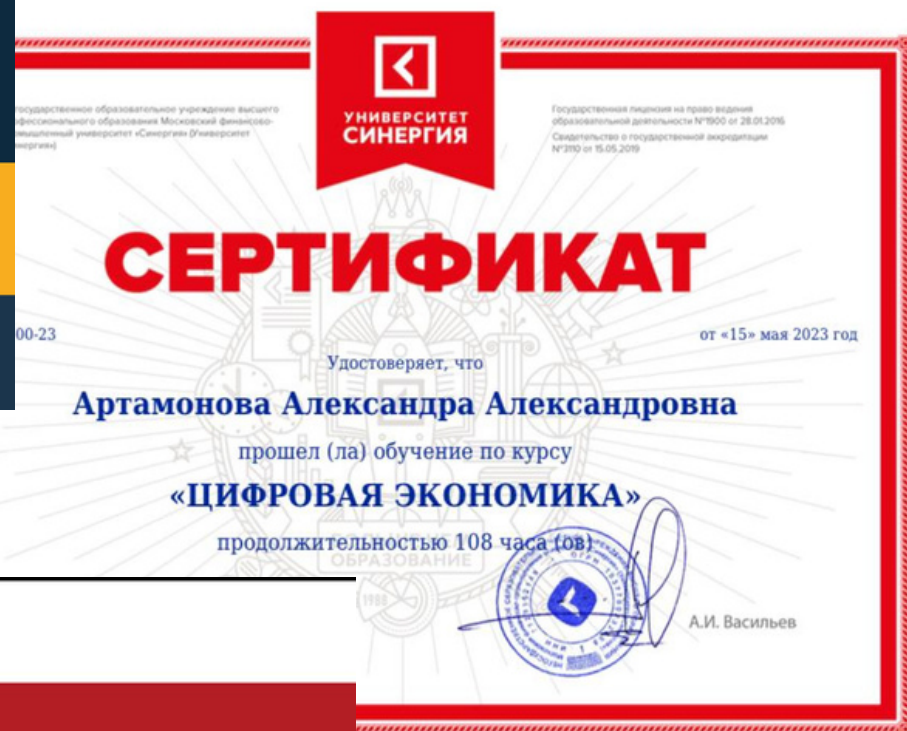 УНИВЕРСИТЕТ
СИНЕРГИЯ
государственное образовательное учреждение высшего
образования Московский финансово-
университет «Синергия» (Университет
Государственная лицензия на право ведения
образовательной деятельности №1900 от 28.01.2016
Свидетельство о государственной аккредитации
№3110 от 15.05.2019
СЕРТИФИКАТ
00-23
от «15» мая 2023 год
Удостоверяет, что
Артамонова Александра Александровна
прошел (ла) обучение по курсу
«ЦИФРОВАЯ ЭКОНОМИКА»
продолжительностью 108 часа (ов)
ОБРАЗОВАНИЕ
1988
А.И. Васильев